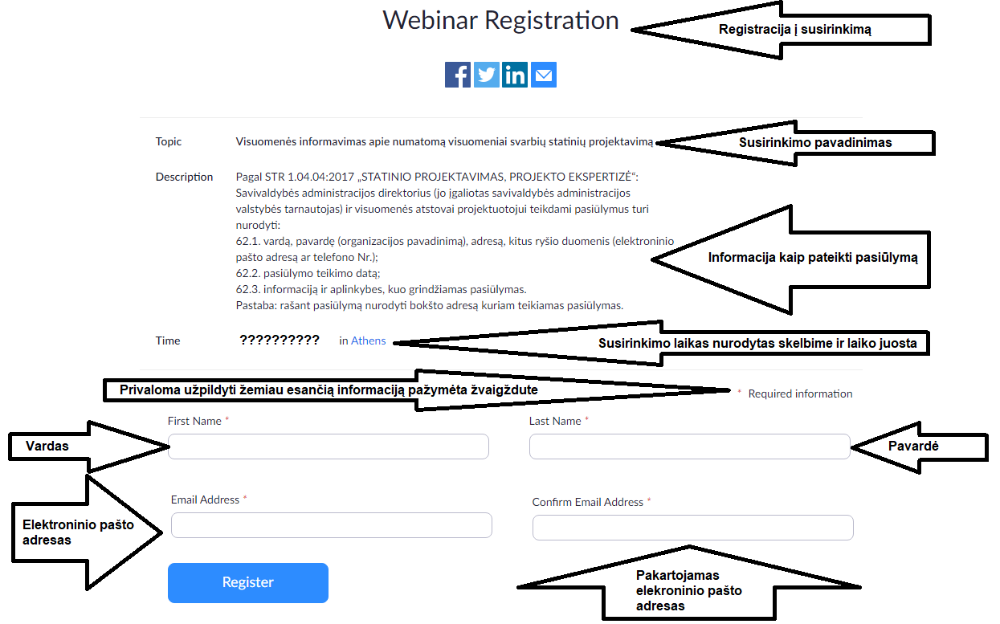 Webinar Registration
Registracija į susirinkimą
Topic
Visuomenės informavimas apie numatomą visuomeniai svarbių statinių projektavimą
Susirinkimo pavadinimas
Description
Pagal STR 1.04.04:2017 „STATINIO PROJEKTAVIMAS, PROJEKTO EKSPERTIZĖ“:
Savivaldybės administracijos direktorius (jo įgaliotas savivaldybės administracijos
valstybės tarnautojas) ir visuomenės atstovai projektuotojui teikdami pasiūlymus turi
nurodyti:
62.1. vardą, pavardę (organizacijos pavadinimą), adresą, kitus ryšio duomenis (elektroninio
pašto adresą ar telefono Nr.);
62.2. pasiūlymo teikimo datą;
62.3. informaciją ir aplinkybes, kuo grindžiamas pasiūlymas.
Pastaba: rašant pasiūlymą nurodyti bokšto adresą kuriam teikiamas pasiūlymas.
Informacija kaip pateikti pasiūlymą
Time
?????????? in Athens
Susirinkimo laikas nurodytas skelbime ir laiko juosta
Privaloma užpildyti žemiau esančią informaciją pažymėta žvaigždute
* Required information
First Name *
Last Name *
Vardas
Pavardė
Email Address *
Confirm Email Address *
Elektroninio pašto
adresas
Register
Pakartojamas
elekroninio pašto
adresas